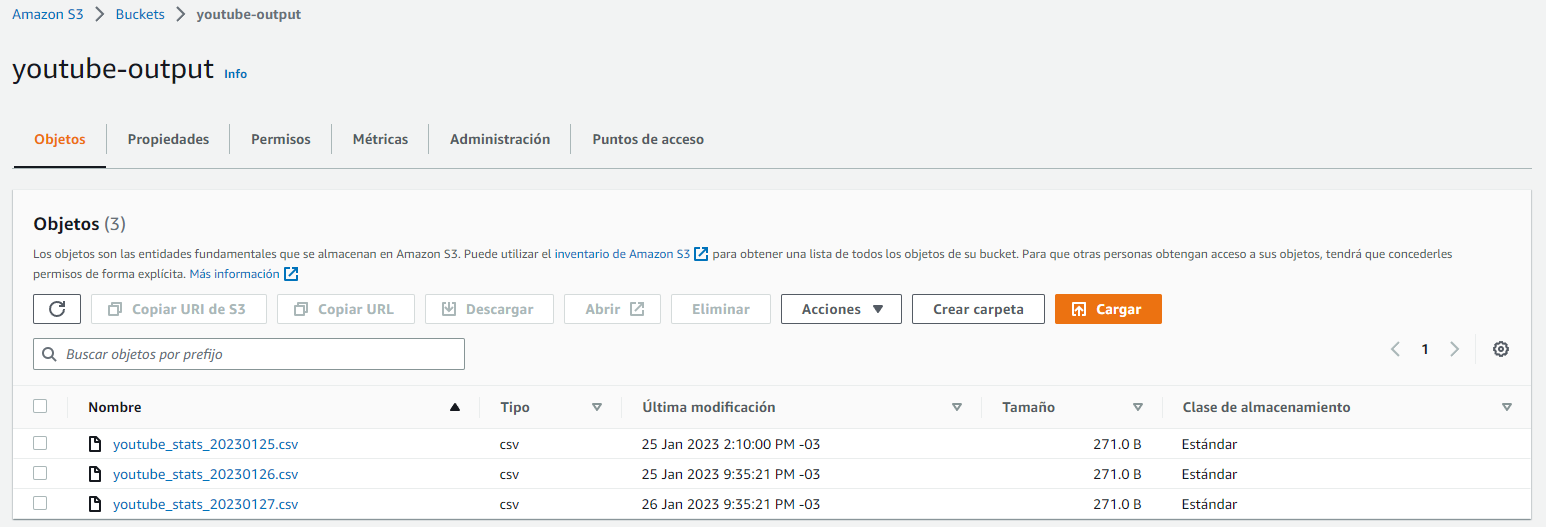 Amazon S3 > Buckets > youtube-output
youtube-output Info
Objetos Propiedades Permisos Métricas Administración Puntos de acceso
Objetos (3)
Los objetos son las entidades fundamentales que se almacenan en Amazon S3. Puede utilizar el inventario de Amazon S3 para obtener una lista de todos los objetos de su bucket. Para que otras personas obtengan acceso a sus objetos, tendrá que concederles
permisos de forma explícita. Más información
Copiar URI de S3 Copiar URL Descargar Abrir Eliminar Acciones Crear carpeta Cargar
Buscar objetos por prefijo 1
Nombre Tipo Última modificación Tamaño Clase de almacenamiento
youtube_stats_20230125.csv csv 25 Jan 2023 2:10:00 PM -03 271.0 B Estándar
youtube_stats_20230126.csv csv 25 Jan 2023 9:35:21 PM -03 271.0 B Estándar
youtube_stats_20230127.csv csv 26 Jan 2023 9:35:21 PM -03 271.0 B Estándar